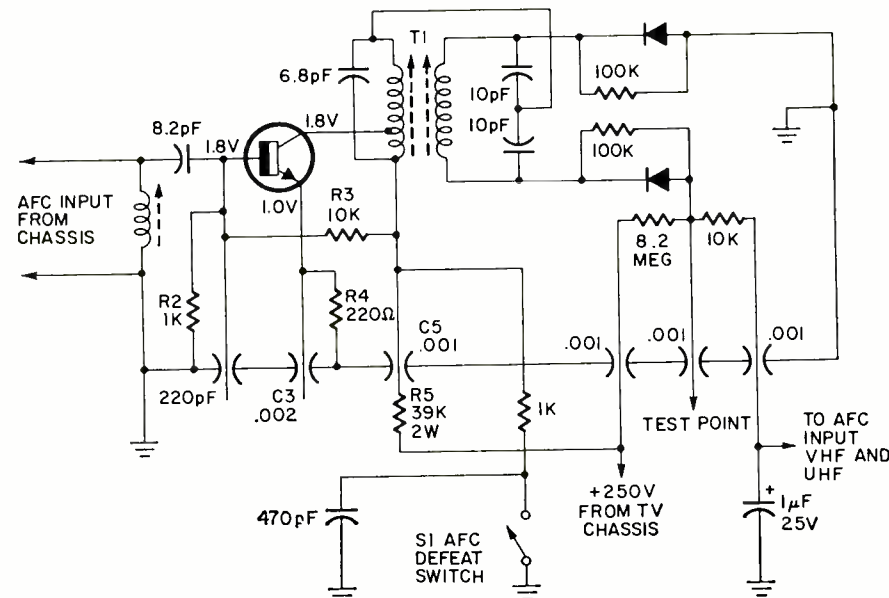 T1
6.8pF
100K
10pF
8.2pF
1.8V
1.8V
10pF
100K
AFC INPUT
FROM
CHASSIS
1.0V
R3
10K
8.2
MEG
10K
R2
1K
R4
220Ω
C5
.001
.001
.001
.001
220pF
C3
.002
R5
39K
2W
1K
TEST POINT
TO AFC
INPUT
VHF AND
UHF
+250V
FROM TV
CHASSIS
+
1µF
25V
470pF
S1 AFC
DEFEAT
SWITCH